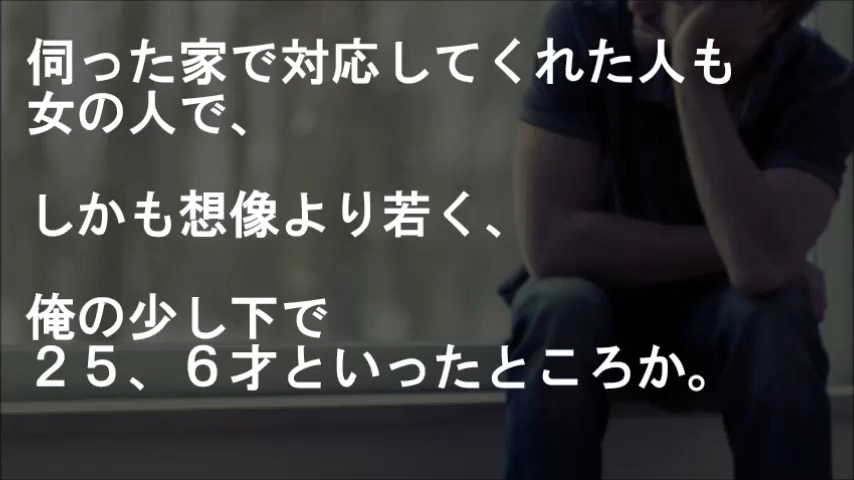 伺った家で対応してくれた人も
女の人で、
しかも想像より若く、
俺の少し下で
２５、６才といったところか。